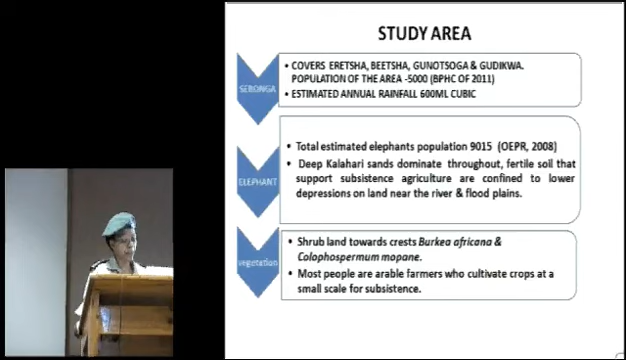 STUDY AREA
SERONGA
• COVERS ERETSHA, BEETSHA, GUNOTSOGA & GUDIKWA.
POPULATION OF THE AREA -5000 (BPHC OF 2011)
• ESTIMATED ANNUAL RAINFALL 600ML CUBIC
ELEPHANT
• Total estimated elephants population 9015 (OEPR, 2008)
• Deep Kalahari sands dominate throughout, fertile soil that
support subsistence agriculture are confined to lower
depressions on land near the river & flood plains.
vegetation
• Shrub land towards crests Burkea africana &
Colophospermum mopane.
• Most people are arable farmers who cultivate crops at a
small scale for subsistence.